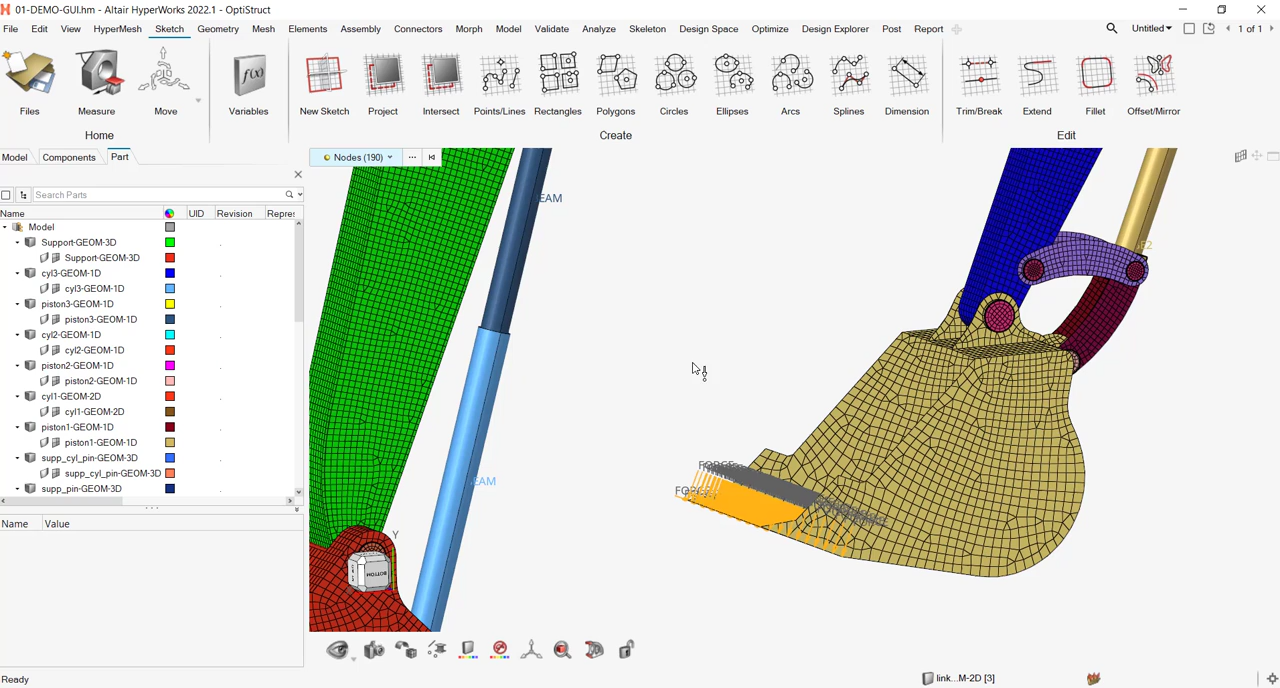 01-DEMO-GUI.hm - Altair HyperWorks 2022.1 - OptiStruct
File Edit View HyperMesh Sketch Geometry Mesh Elements Assembly Connectors Morph Model Validate Analyze Skeleton Design Space Optimize Design Explorer Post Report Untitled 1 of 1
Files Measure Move Variables New Sketch Project Intersect Points/Lines Rectangles Polygons Circles Ellipses Arcs Splines Dimension Trim/Break Extend Fillet Offset/Mirror
Home Create Edit
Model Components Part
Nodes (190)
Search Parts
Name UID Revision Repres
Model
Support-GEOM-3D
Support-GEOM-3D
cyl3-GEOM-1D
cyl3-GEOM-1D
piston3-GEOM-1D
piston3-GEOM-1D
cyl2-GEOM-1D
cyl2-GEOM-1D
piston2-GEOM-1D
piston2-GEOM-1D
cyl1-GEOM-2D
cyl1-GEOM-2D
piston1-GEOM-1D
piston1-GEOM-1D
supp_cyl_pin-GEOM-3D
supp_cyl_pin-GEOM-3D
supp_pin-GEOM-3D
Name Value
EAM
EAM
Y
BOTTOM
FORCE
Ready
link...M-2D [3]